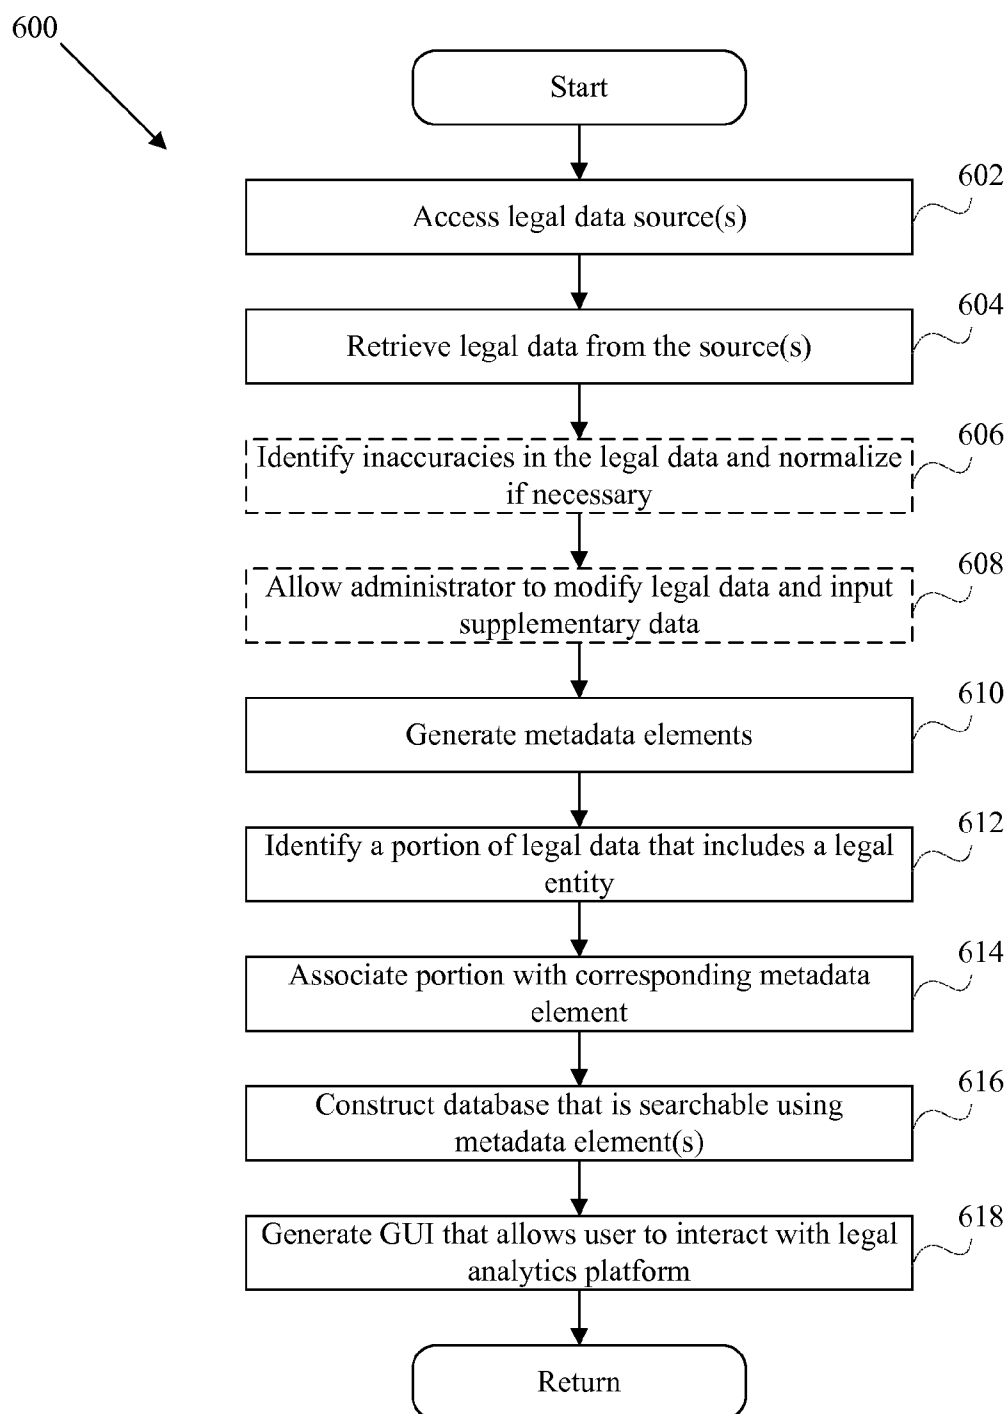 600
Start
602
Access legal data source(s)
604
Retrieve legal data from the source(s)
606
Identify inaccuracies in the legal data and normalize
if necessary
608
Allow administrator to modify legal data and input
supplementary data
610
Generate metadata elements
612
Identify a portion of legal data that includes a legal
entity
614
Associate portion with corresponding metadata
element
616
Construct database that is searchable using
metadata element(s)
618
Generate GUI that allows user to interact with legal
analytics platform
Return